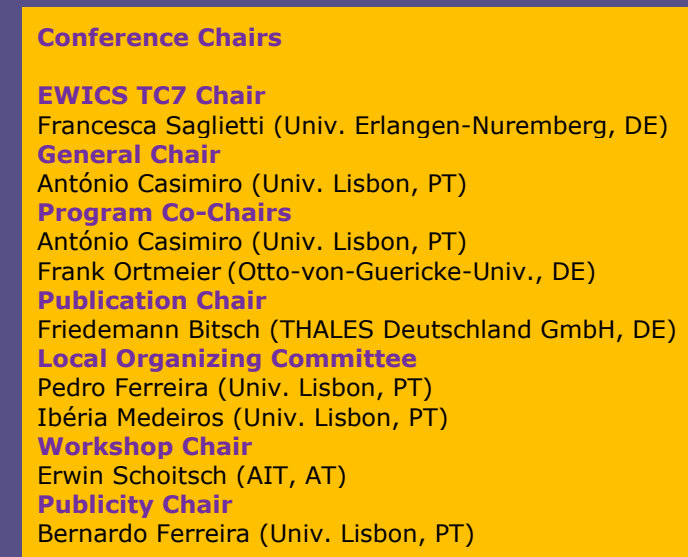 Conference Chairs
EWICS TC7 Chair
Francesca Saglietti (Univ. Erlangen-Nuremberg, DE)
General Chair
António Casimiro (Univ. Lisbon, PT)
Program Co-Chairs
António Casimiro (Univ. Lisbon, PT)
Frank Ortmeier (Otto-von-Guericke-Univ., DE)
Publication Chair
Friedemann Bitsch (THALES Deutschland GmbH, DE)
Local Organizing Committee
Pedro Ferreira (Univ. Lisbon, PT)
Ibéria Medeiros (Univ. Lisbon, PT)
Workshop Chair
Erwin Schoitsch (AIT, AT)
Publicity Chair
Bernardo Ferreira (Univ. Lisbon, PT)